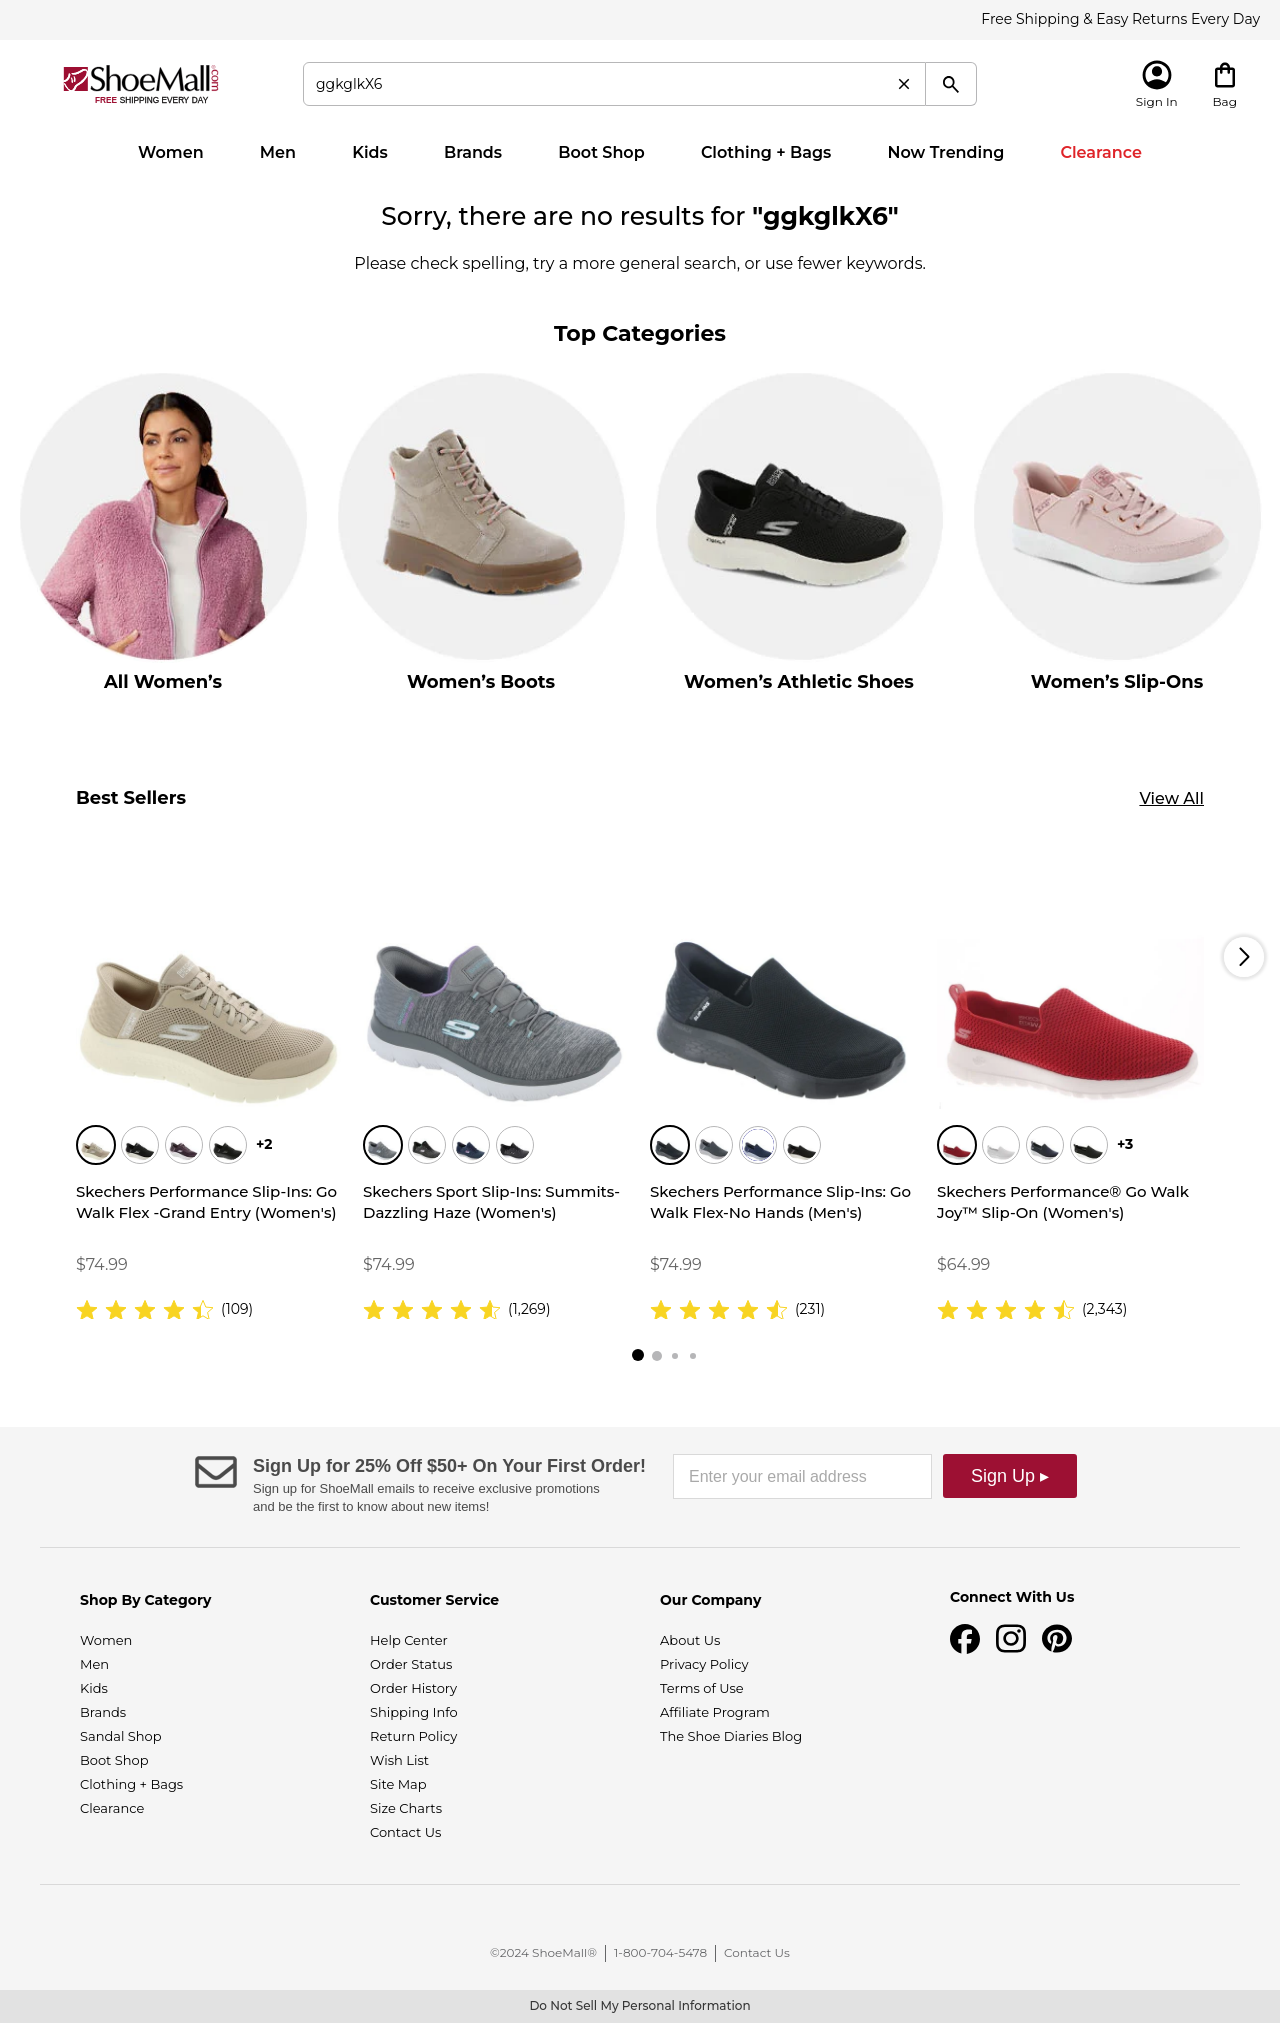 Free Shipping & Easy Returns Every Day
ShoeMall.com
FREE SHIPPING EVERY DAY
ggkglkX6
Sign In
Bag
Women Men Kids Brands Boot Shop Clothing + Bags Now Trending Clearance
Sorry, there are no results for "ggkglkX6"
Please check spelling, try a more general search, or use fewer keywords.
Top Categories
All Women’s
Women’s Boots
Women’s Athletic Shoes
Women’s Slip-Ons
Best Sellers
View All
+2
Skechers Performance Slip-Ins: Go
Walk Flex -Grand Entry (Women's)
$74.99
(109)
Skechers Sport Slip-Ins: Summits-
Dazzling Haze (Women's)
$74.99
(1,269)
Skechers Performance Slip-Ins: Go
Walk Flex-No Hands (Men's)
$74.99
(231)
+3
Skechers Performance® Go Walk
Joy™ Slip-On (Women's)
$64.99
(2,343)
Sign Up for 25% Off $50+ On Your First Order!
Sign up for ShoeMall emails to receive exclusive promotions
and be the first to know about new items!
Enter your email address
Sign Up ▸
Shop By Category
Women
Men
Kids
Brands
Sandal Shop
Boot Shop
Clothing + Bags
Clearance
Customer Service
Help Center
Order Status
Order History
Shipping Info
Return Policy
Wish List
Site Map
Size Charts
Contact Us
Our Company
About Us
Privacy Policy
Terms of Use
Affiliate Program
The Shoe Diaries Blog
Connect With Us
©2024 ShoeMall® | 1-800-704-5478 | Contact Us
Do Not Sell My Personal Information